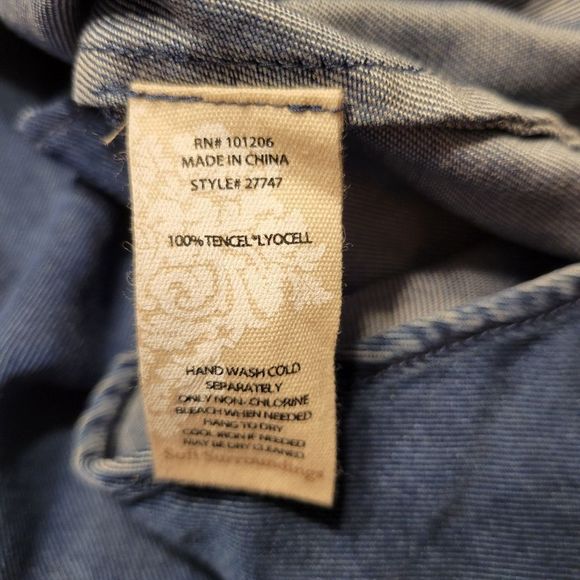 RN# 101206
MADE IN CHINA
STYLE# 27747
100% TENCEL*LYOCELL
HAND WASH COLD
SEPARATELY
ONLY NON- CHLORINE
BLEACH WHEN NEEDED
HANG TO DRY
COOL IRON IF NEEDED
MAY BE DRY CLEANED
Soft Surroundings